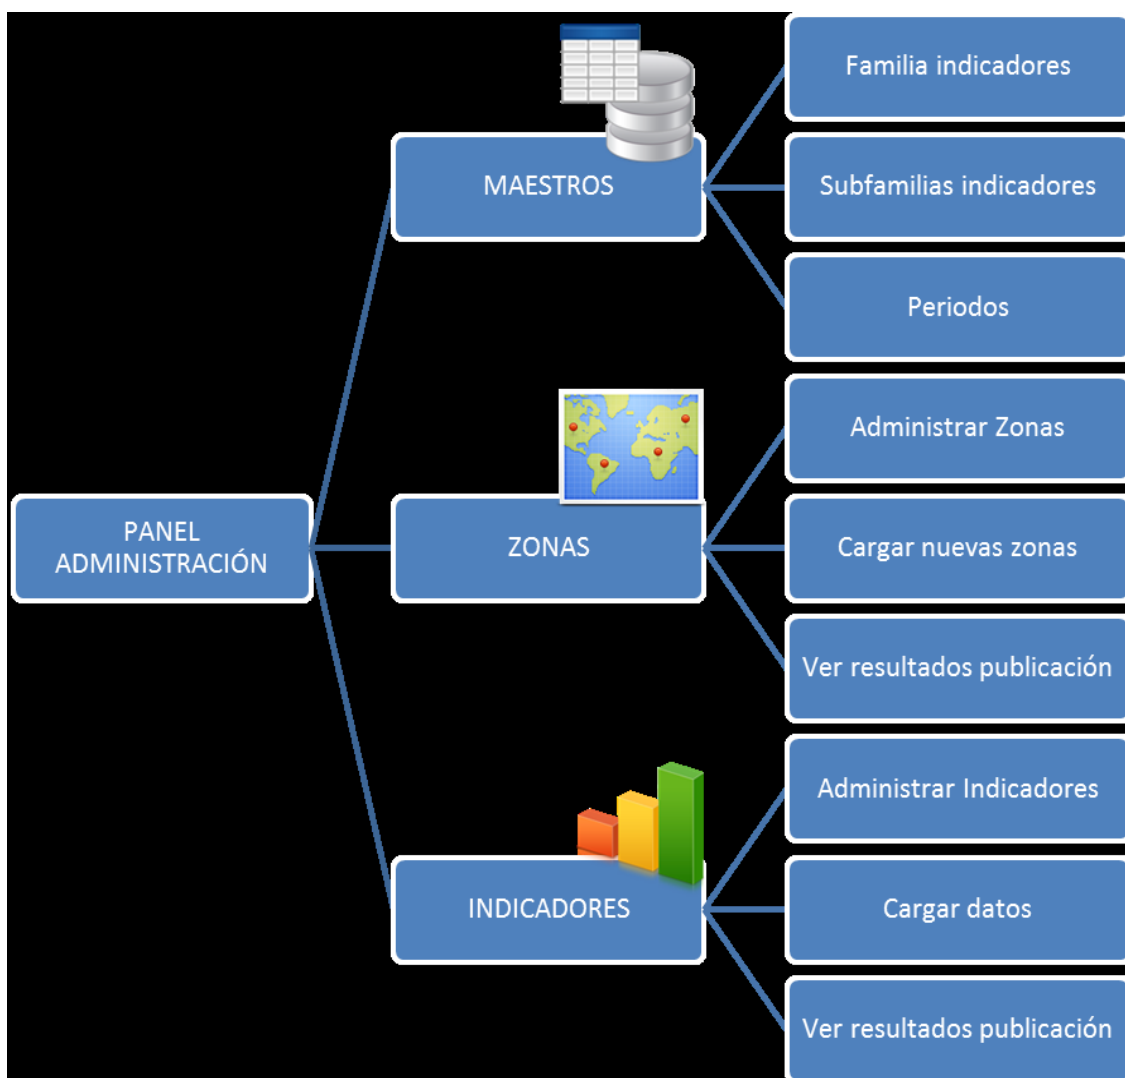 PANEL
ADMINISTRACIÓN
MAESTROS
Familia indicadores
Subfamilias indicadores
Periodos
ZONAS
Administrar Zonas
Cargar nuevas zonas
Ver resultados publicación
INDICADORES
Administrar Indicadores
Cargar datos
Ver resultados publicación